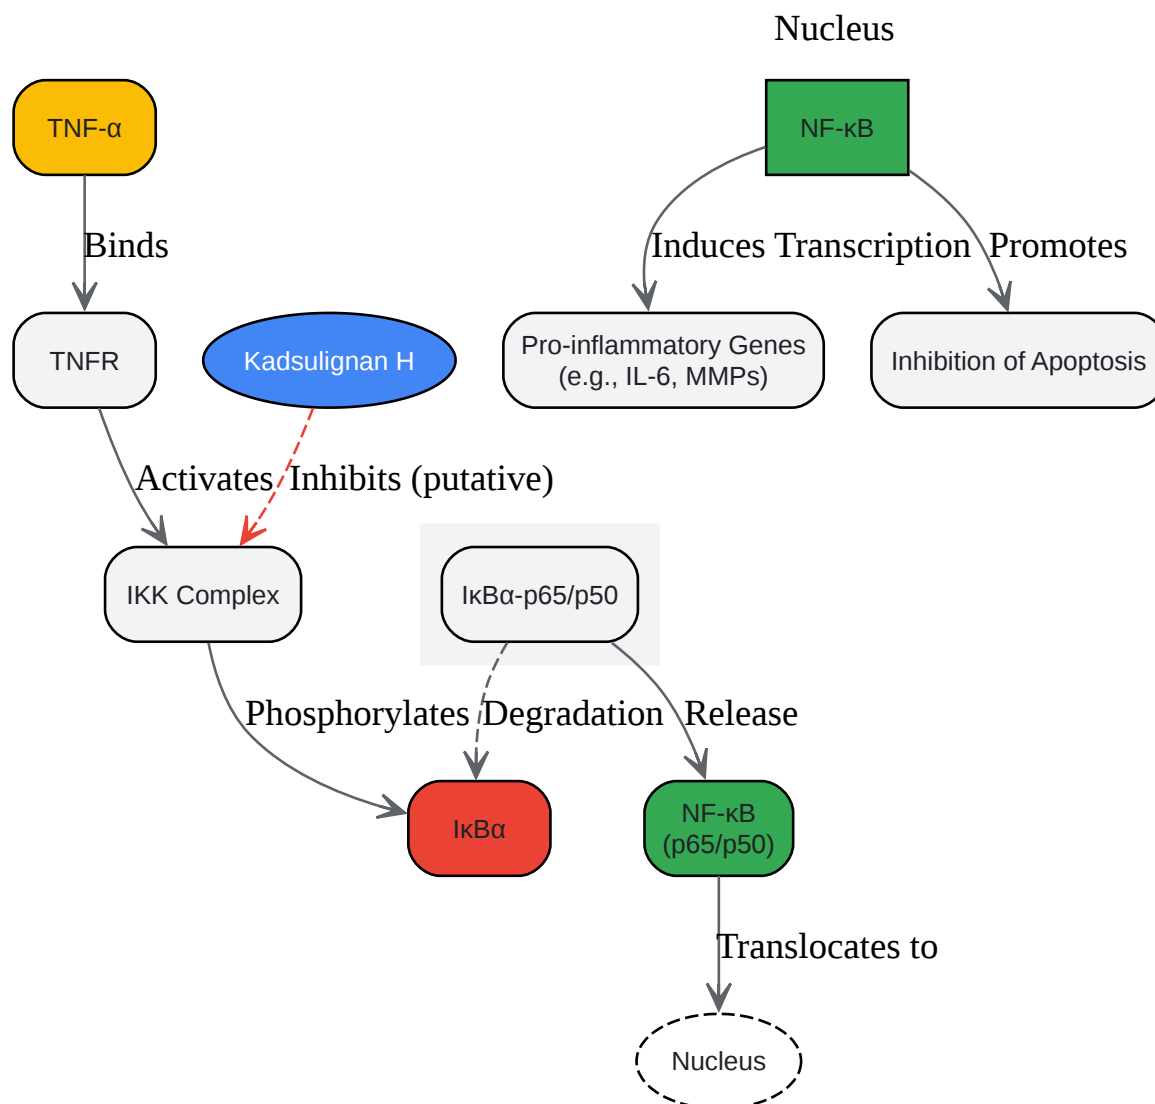 Nucleus
TNF-α
NF-κB
Binds
Induces Transcription
Promotes
TNFR
Kadsulignan H
Pro-inflammatory Genes
(e.g., IL-6, MMPs)
Inhibition of Apoptosis
Activates
Inhibits (putative)
IKK Complex
IκBα-p65/p50
Phosphorylates
Degradation
Release
IκBα
NF-κB
(p65/p50)
Translocates to
Nucleus